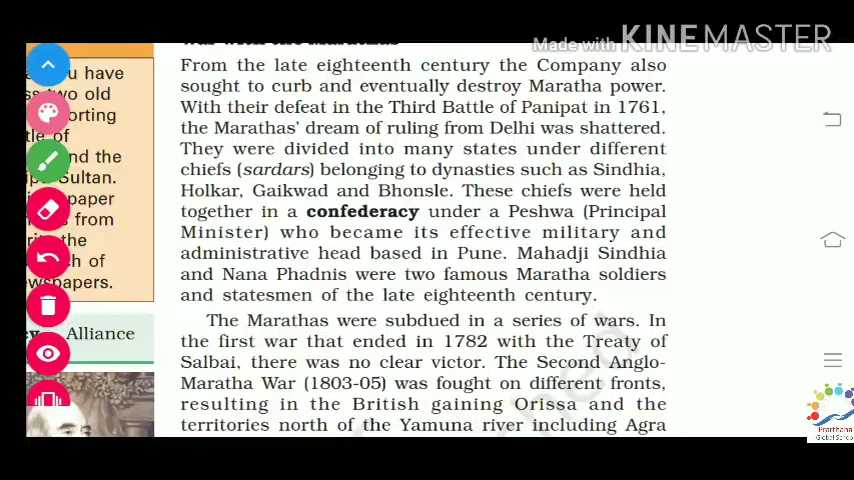 Made with KINEMASTER
From the late eighteenth century the Company also
sought to curb and eventually destroy Maratha power.
With their defeat in the Third Battle of Panipat in 1761,
the Marathas' dream of ruling from Delhi was shattered.
They were divided into many states under different
chiefs (sardars) belonging to dynasties such as Sindhia,
Holkar, Gaikwad and Bhonsle. These chiefs were held
together in a confederacy under a Peshwa (Principal
Minister) who became its effective military and
administrative head based in Pune. Mahadji Sindhia
and Nana Phadnis were two famous Maratha soldiers
and statesmen of the late eighteenth century.
The Marathas were subdued in a series of wars. In
the first war that ended in 1782 with the Treaty of
Salbai, there was no clear victor. The Second Anglo-
Maratha War (1803-05) was fought on different fronts,
resulting in the British gaining Orissa and the
territories north of the Yamuna river including Agra
have
two old
orting
of
nd the
Sultan.
paper
from
the
of
wspapers.
Alliance
Prarthana
Global School